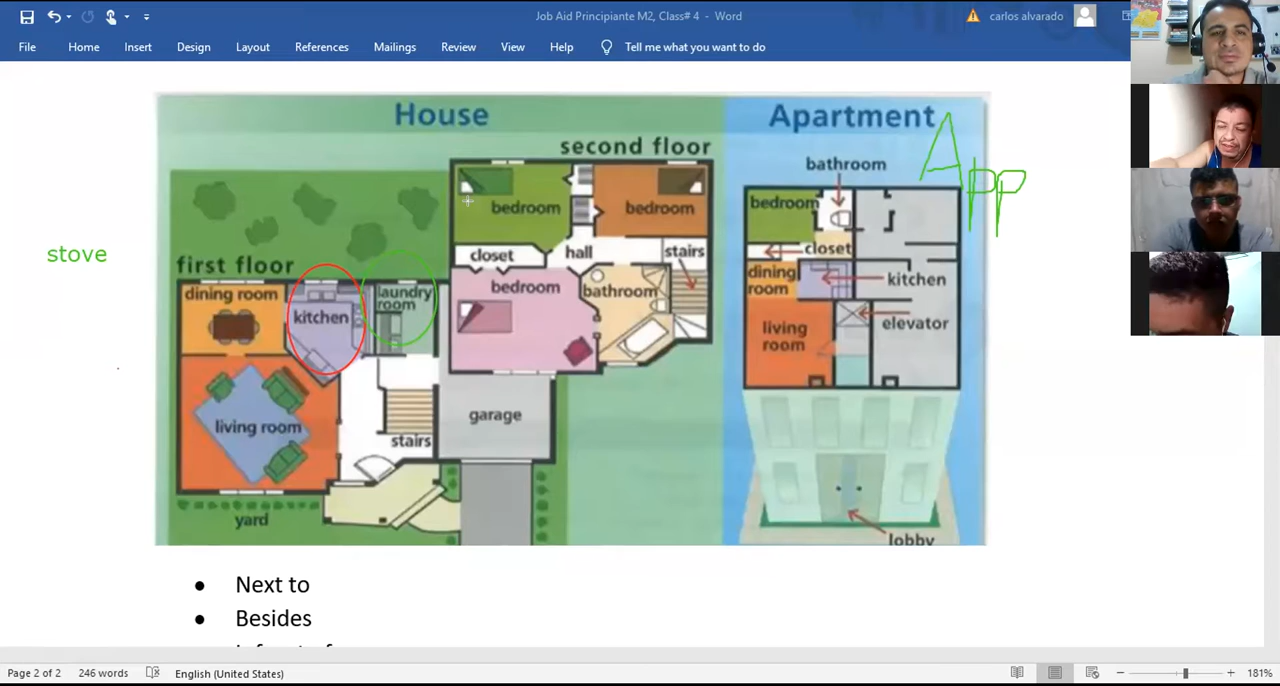 Job Aid Principiante M2, Class# 4 - Word
carlos alvarado
File Home Insert Design Layout References Mailings Review View Help Tell me what you want to do
House
Apartment
App
second floor
bathroom
bedroom
bedroom
bedroom
stove
closet
hall
stairs
closet
first floor
dining room
kitchen
laundry
room
bedroom
bathroom
dining
room
kitchen
elevator
living
room
living room
garage
stairs
yard
lobby
• Next to
• Besides
Page 2 of 2 246 words English (United States) 181%